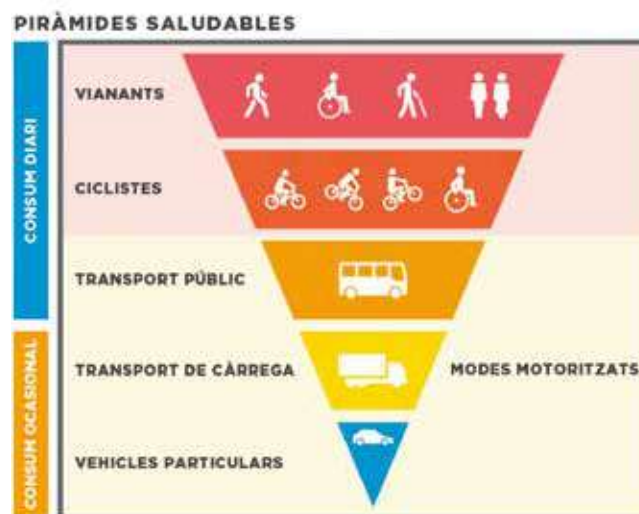 PIRÀMIDES SALUDABLES
CONSUM DIARI
VIANANTS
CICLISTES
TRANSPORT PÚBLIC
CONSUM OCASIONAL
TRANSPORT DE CÀRREGA
MODES MOTORITZATS
VEHICLES PARTICULARS